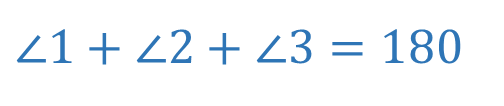 ∠1 + ∠2 + ∠3 = 180